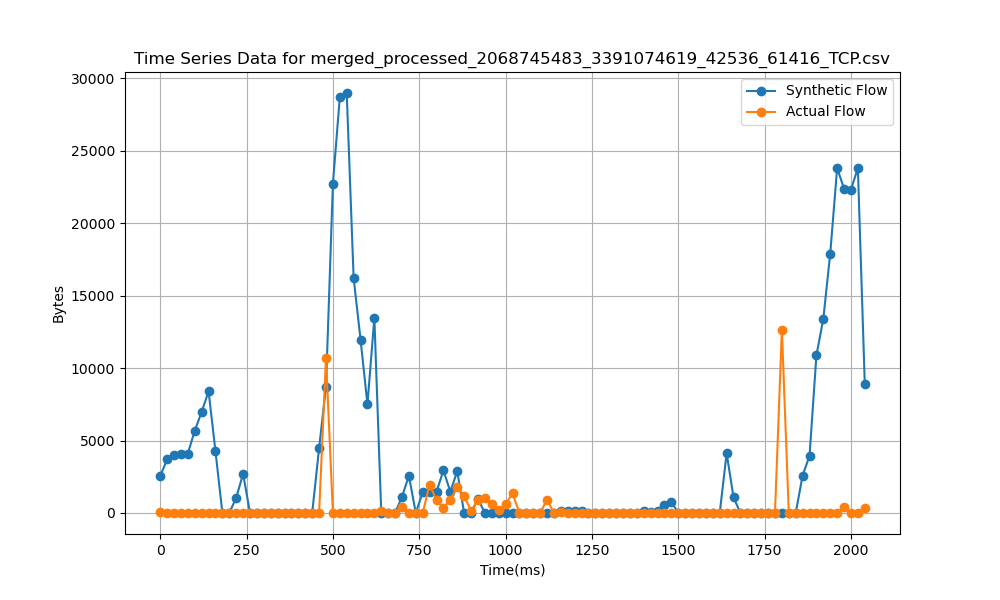 Time Series Data for merged_processed_2068745483_3391074619_42536_61416_TCP.csv
Synthetic Flow
Actual Flow
30000
25000
20000
15000
10000
5000
0
Bytes
0 250 500 750 1000 1250 1500 1750 2000
Time(ms)